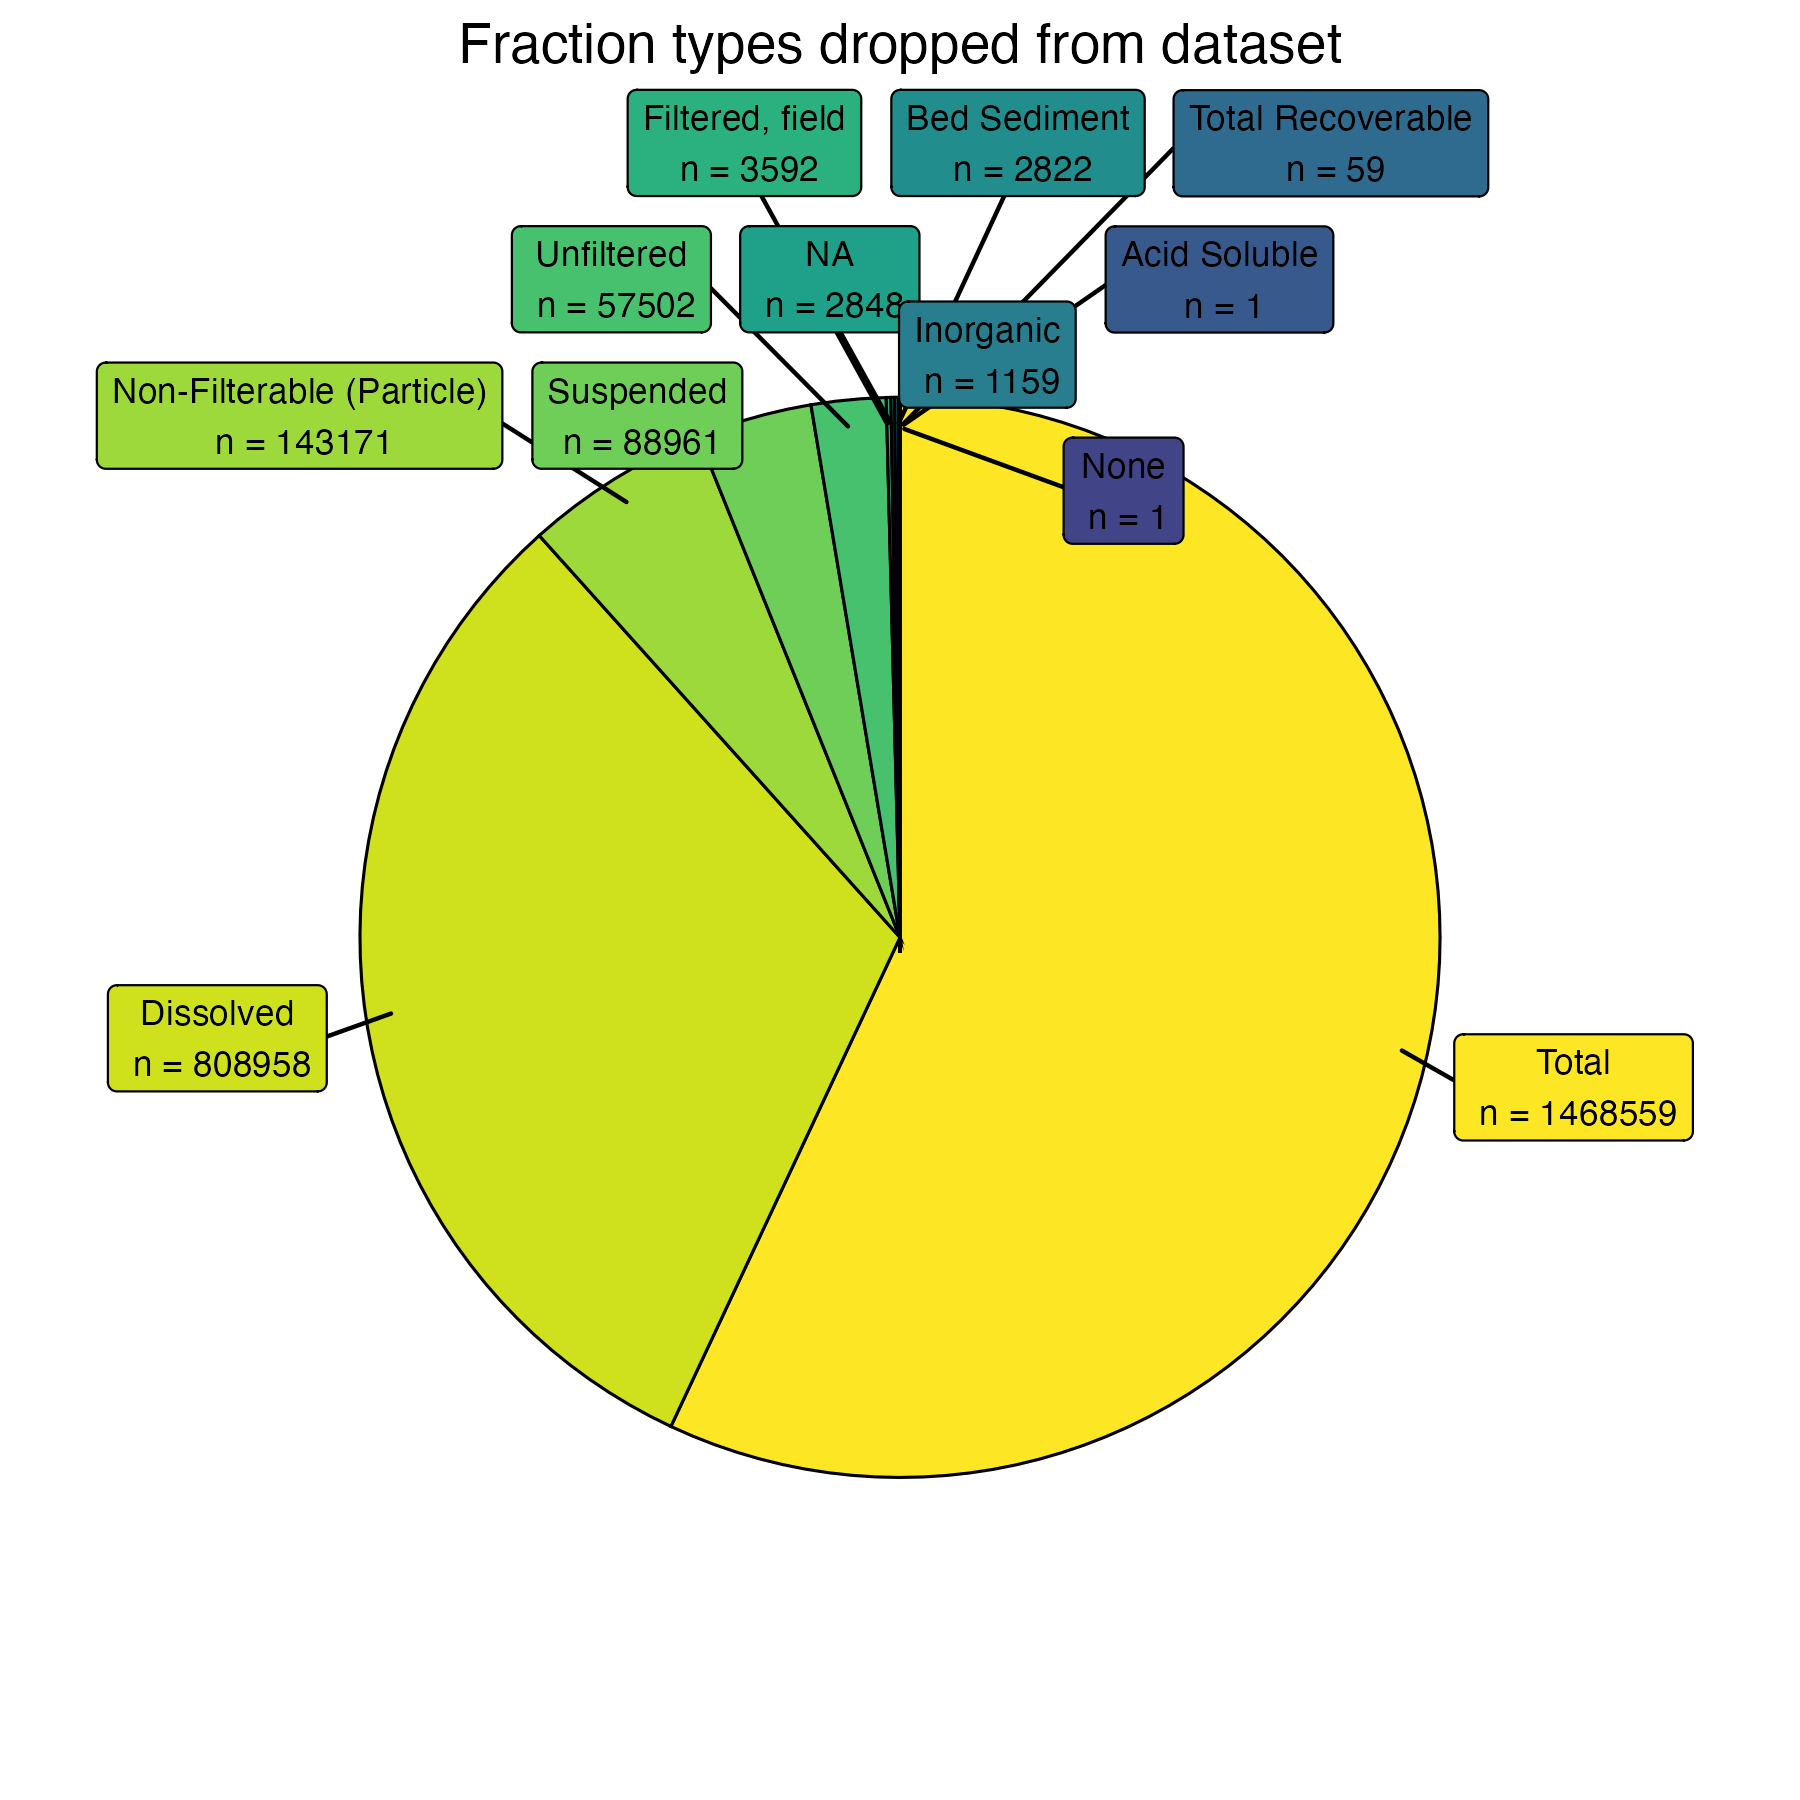 Fraction types dropped from dataset
Filtered, field
n = 3592
Bed Sediment
n = 2822
Total Recoverable
n = 59
Unfiltered
n = 57502
NA
n = 2848
Acid Soluble
n = 1
Inorganic
n = 1159
Non-Filterable (Particle)
n = 143171
Suspended
n = 88961
None
n = 1
Dissolved
n = 808958
Total
n = 1468559